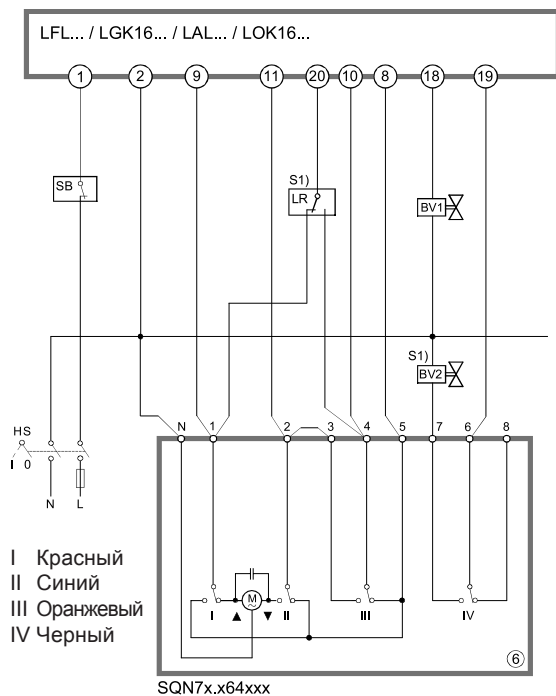 LFL... / LGK16... / LAL... / LOK16...
1 2 9 11 20 10 8 18 19
SB
S1)
LR
BV1
S1)
BV2
HS
I 0
N L
N 1 2 3 4 5 7 6 8
I Красный
II Синий
III Оранжевый
IV Черный
I ▲ M ~ ▼ II III IV
6
SQN7x.x64xxx